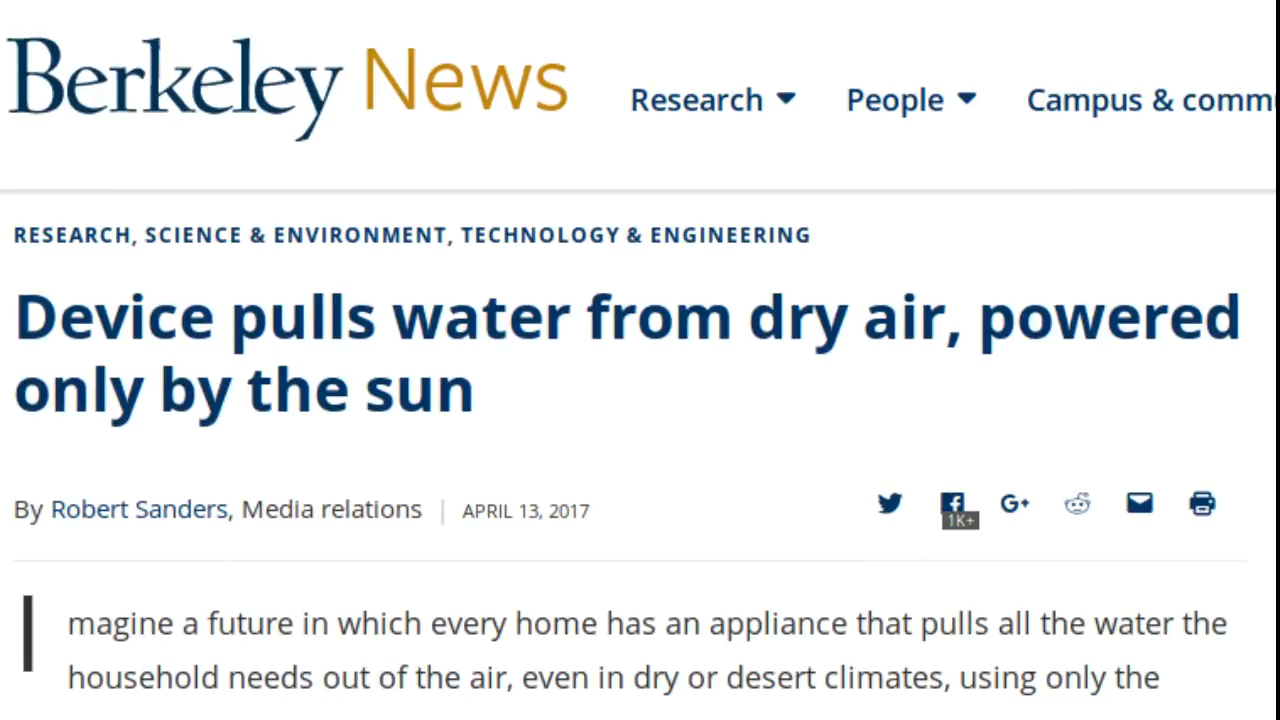 Berkeley News
Research People Campus & comm
RESEARCH, SCIENCE & ENVIRONMENT, TECHNOLOGY & ENGINEERING
Device pulls water from dry air, powered
only by the sun
By Robert Sanders, Media relations | APRIL 13, 2017
1K+
Imagine a future in which every home has an appliance that pulls all the water the
household needs out of the air, even in dry or desert climates, using only the